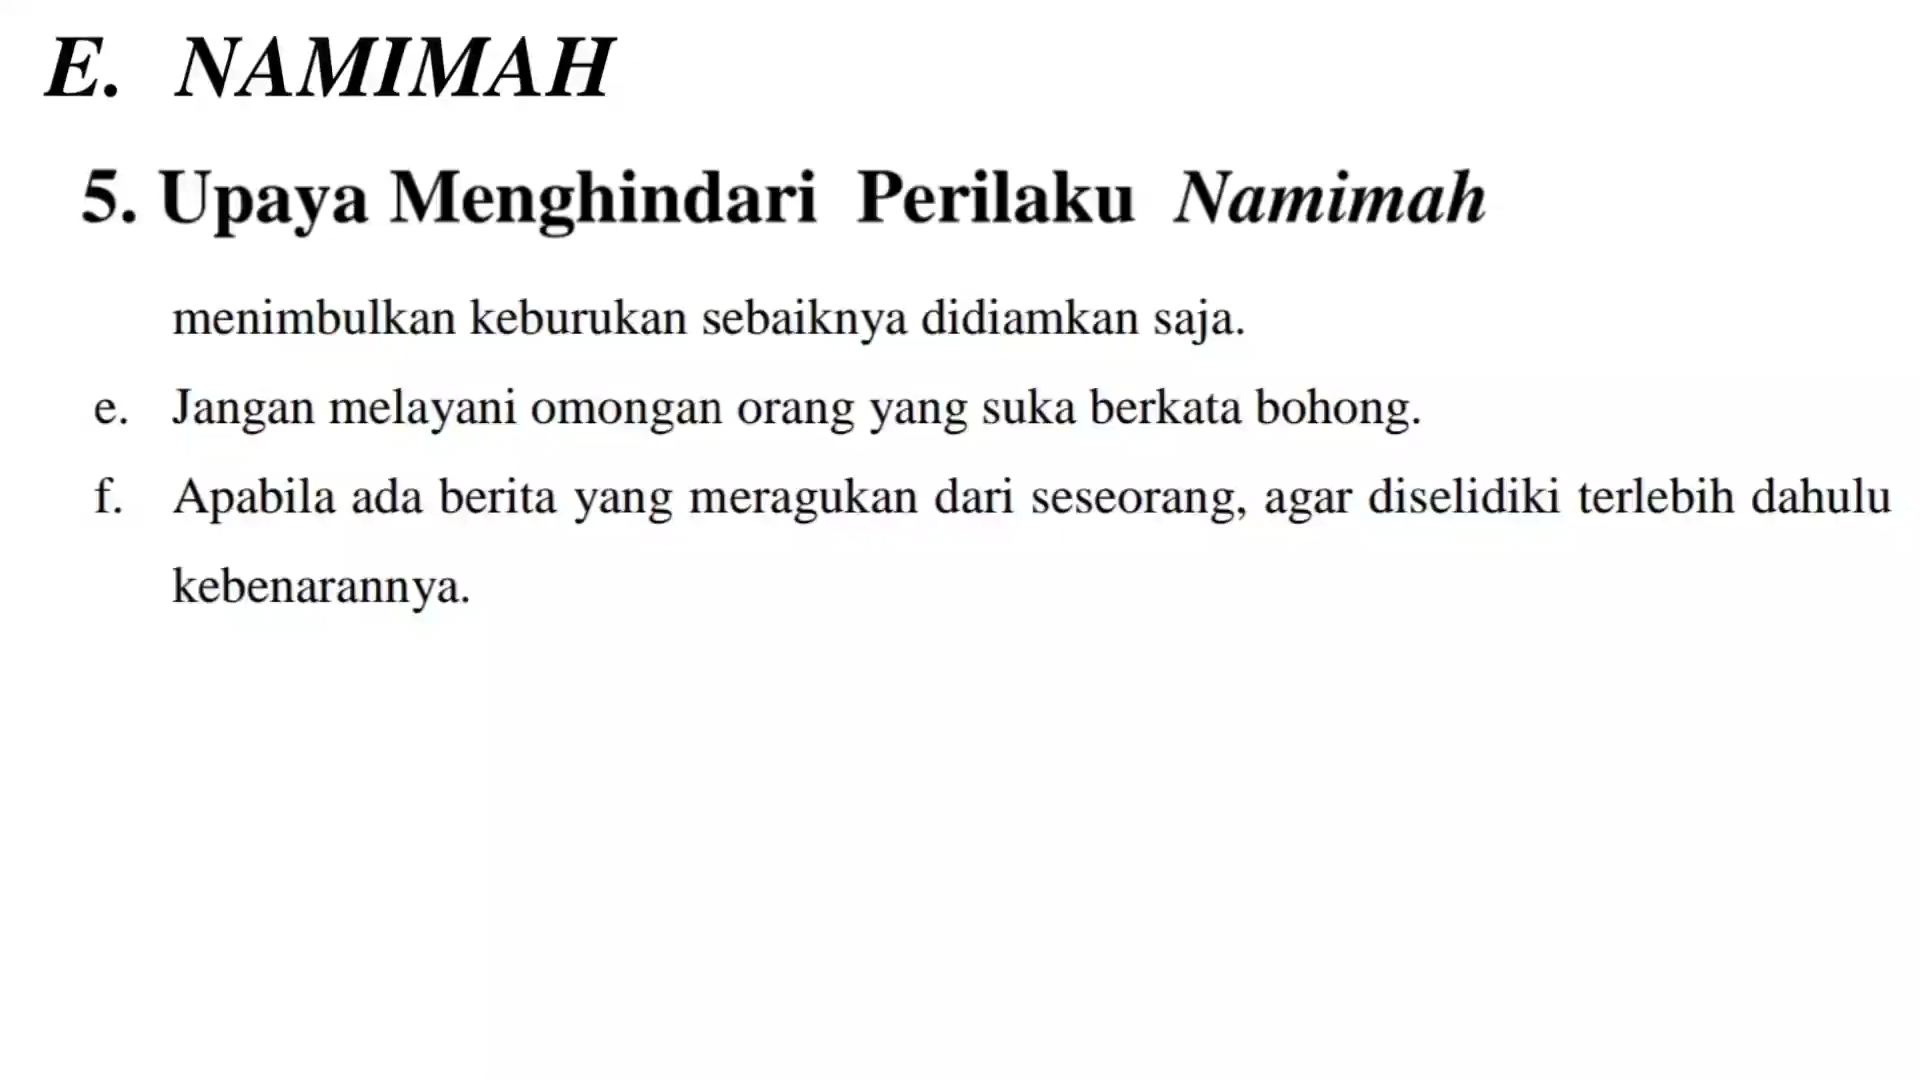 E. NAMIMAH
5. Upaya Menghindari Perilaku Namimah
menimbulkan keburukan sebaiknya didiamkan saja.
e. Jangan melayani omongan orang yang suka berkata bohong.
f. Apabila ada berita yang meragukan dari seseorang, agar diselidiki terlebih dahulu
kebenarannya.